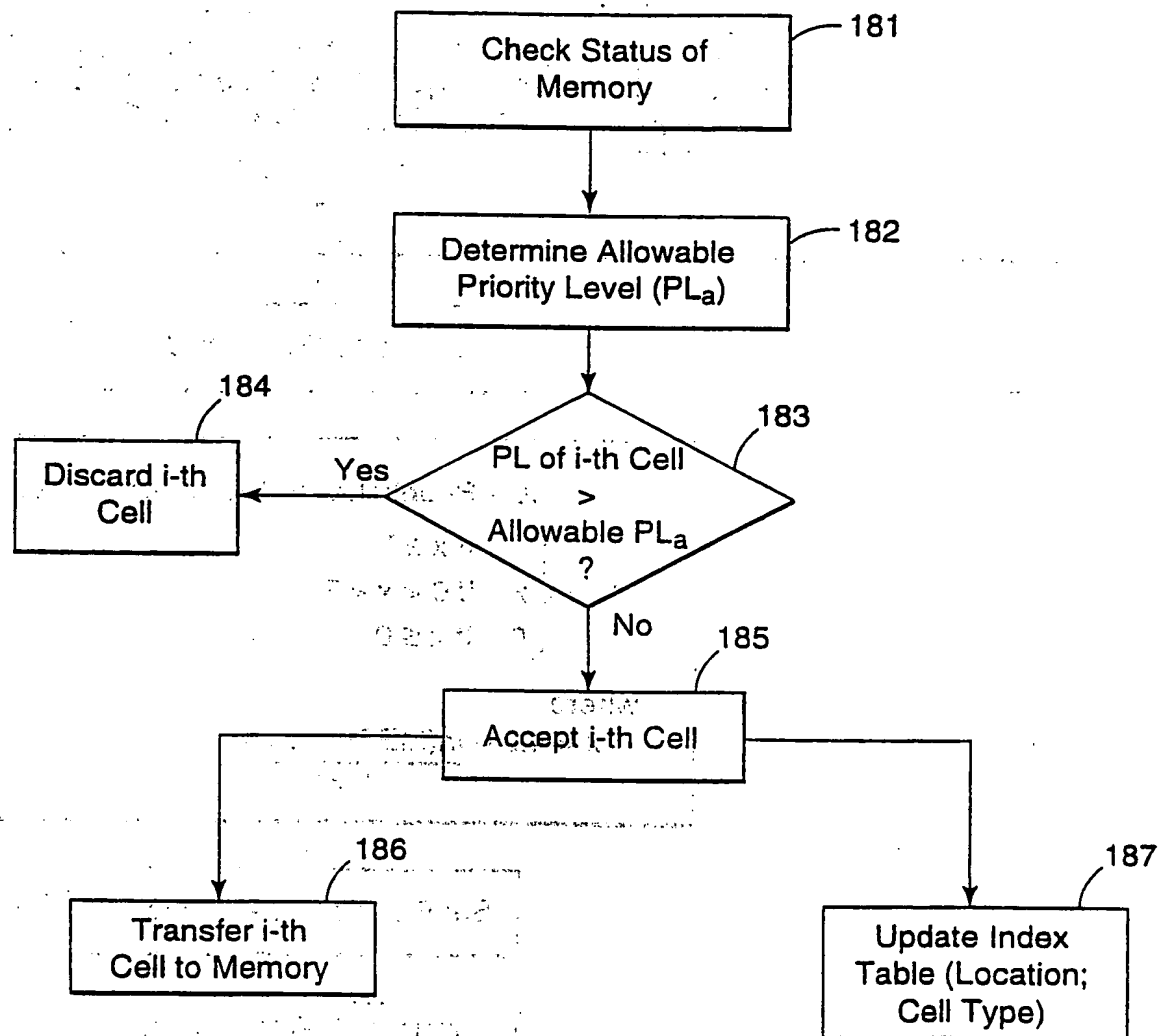 181
Check Status of
Memory
182
Determine Allowable
Priority Level (PLa)
184
183
Discard i-th
Cell
Yes
PL of i-th Cell
>
Allowable PLa
?
No
185
Accept i-th Cell
186
187
Transfer i-th
Cell to Memory
Update Index
Table (Location;
Cell Type)